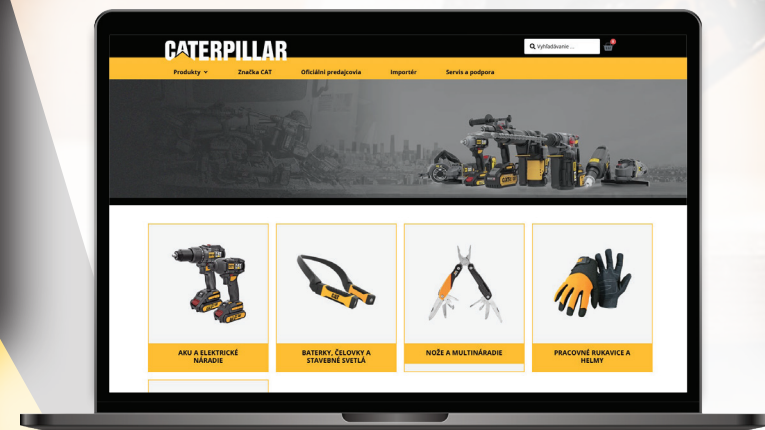 CATERPILLAR
Vyhľadávanie ...
0
Produkty
Značka CAT
Oficiálni predajcovia
Importér
Servis a podpora
AKU A ELEKTRICKÉ
NÁRADIE
BATERKY, ČELOVKY A
STAVEBNÉ SVETLÁ
NOŽE A MULTINÁRADIE
PRACOVNÉ RUKAVICE A
HELMY